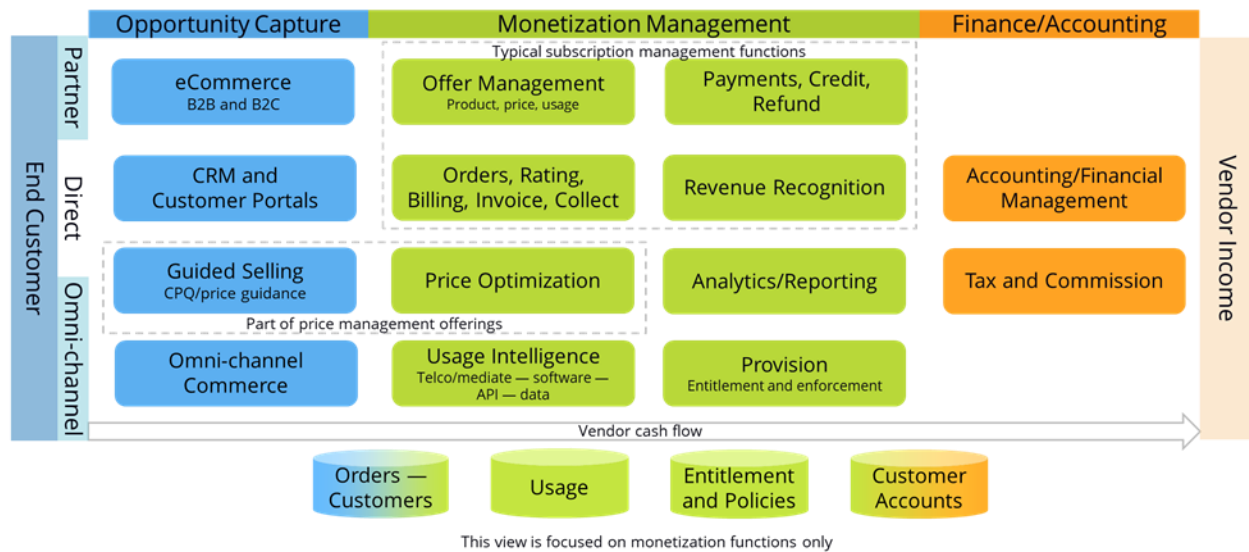 Opportunity Capture
Monetization Management
Finance/Accounting
End Customer
Partner
Direct
Omni-channel
Typical subscription management functions
eCommerce
B2B and B2C
Offer Management
Product, price, usage
Payments, Credit,
Refund
CRM and
Customer Portals
Orders, Rating,
Billing, Invoice, Collect
Revenue Recognition
Accounting/Financial
Management
Guided Selling
CPQ/price guidance
Price Optimization
Analytics/Reporting
Tax and Commission
Part of price management offerings
Omni-channel
Commerce
Usage Intelligence
Telco/mediate — software —
API — data
Provision
Entitlement and enforcement
Vendor Income
Vendor cash flow
Orders —
Customers
Usage
Entitlement
and Policies
Customer
Accounts
This view is focused on monetization functions only